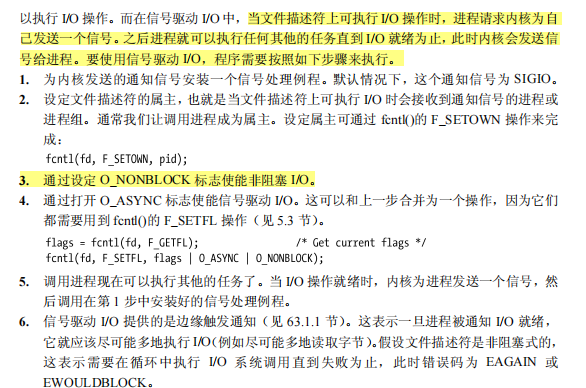 以执行 I/O 操作。而在信号驱动 I/O 中，当文件描述符上可执行 I/O 操作时，进程请求内核为自
己发送一个信号。之后进程就可以执行任何其他的任务直到 I/O 就绪为止，此时内核会发送信
号给进程。要使用信号驱动 I/O，程序需要按照如下步骤来执行。
1. 为内核发送的通知信号安装一个信号处理例程。默认情况下，这个通知信号为 SIGIO。
2. 设定文件描述符的属主，也就是当文件描述符上可执行 I/O 时会接收到通知信号的进程或
进程组。通常我们让调用进程成为属主。设定属主可通过 fcntl()的 F_SETOWN 操作来完
成：
fcntl(fd, F_SETOWN, pid);
3. 通过设定 O_NONBLOCK 标志使能非阻塞 I/O。
4. 通过打开 O_ASYNC 标志使能信号驱动 I/O。这可以和上一步合并为一个操作，因为它们
都需要用到 fcntl()的 F_SETFL 操作（见 5.3 节）。
flags = fcntl(fd, F_GETFL); /* Get current flags */
fcntl(fd, F_SETFL, flags | O_ASYNC | O_NONBLOCK);
5. 调用进程现在可以执行其他的任务了。当 I/O 操作就绪时，内核为进程发送一个信号，然
后调用在第 1 步中安装好的信号处理例程。
6. 信号驱动 I/O 提供的是边缘触发通知（见 63.1.1 节）。这表示一旦进程被通知 I/O 就绪，
它就应该尽可能多地执行 I/O（例如尽可能多地读取字节）。假设文件描述符是非阻塞式的，
这表示需要在循环中执行 I/O 系统调用直到失败为止，此时错误码为 EAGAIN 或
EWOULDBLOCK。